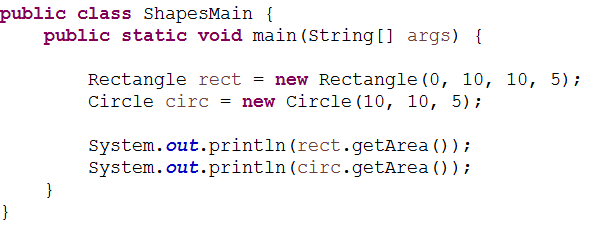 public class ShapesMain {
    public static void main(String[] args) {

        Rectangle rect = new Rectangle(0, 10, 10, 5);
        Circle circ = new Circle(10, 10, 5);

        System.out.println(rect.getArea());
        System.out.println(circ.getArea());
    }
}